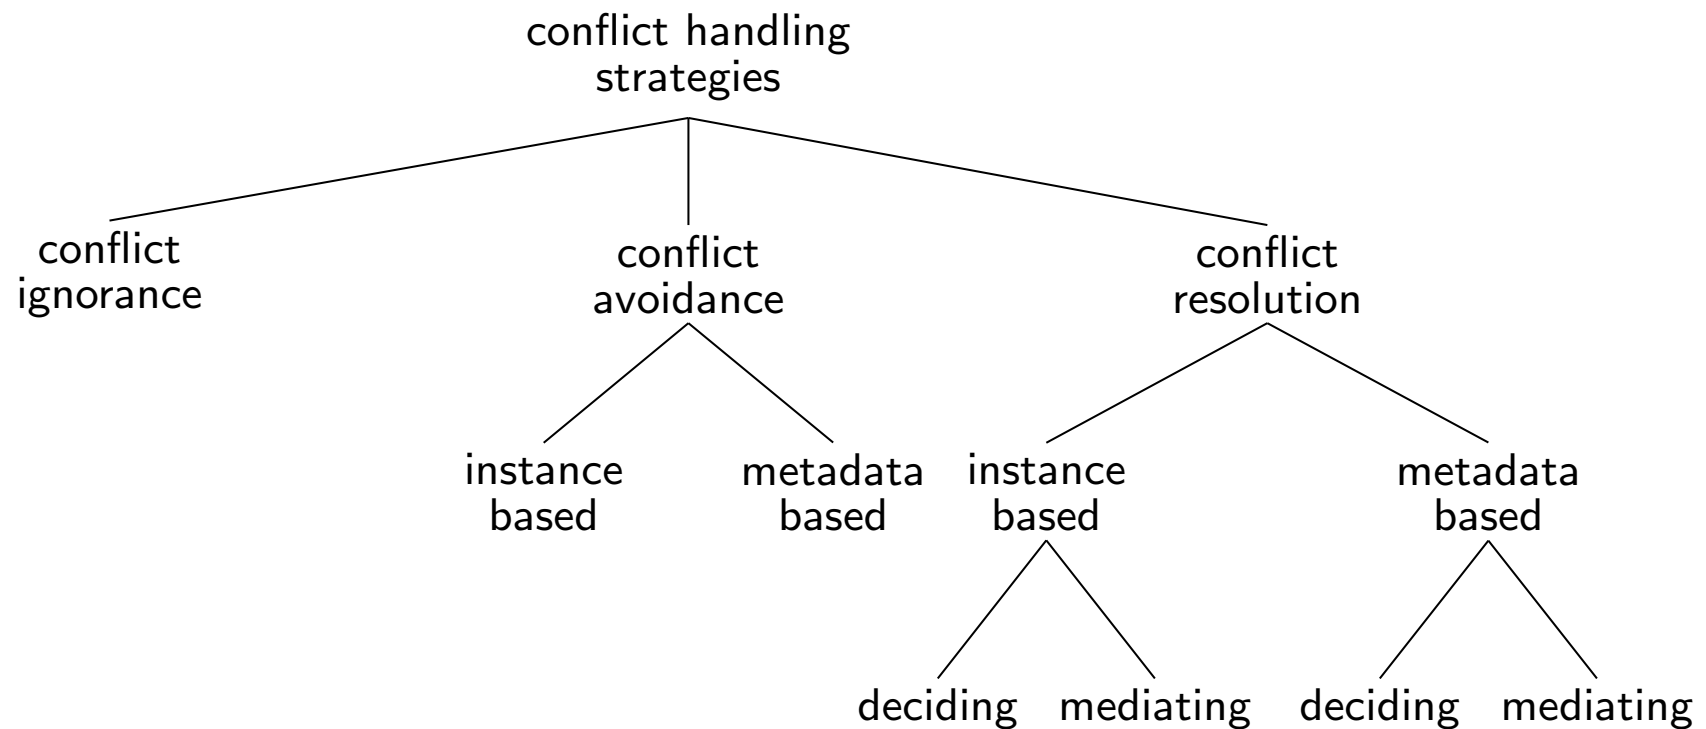 conflict handling
strategies
conflict
ignorance
conflict
avoidance
conflict
resolution
instance
based
metadata
based
instance
based
metadata
based
deciding
mediating
deciding
mediating